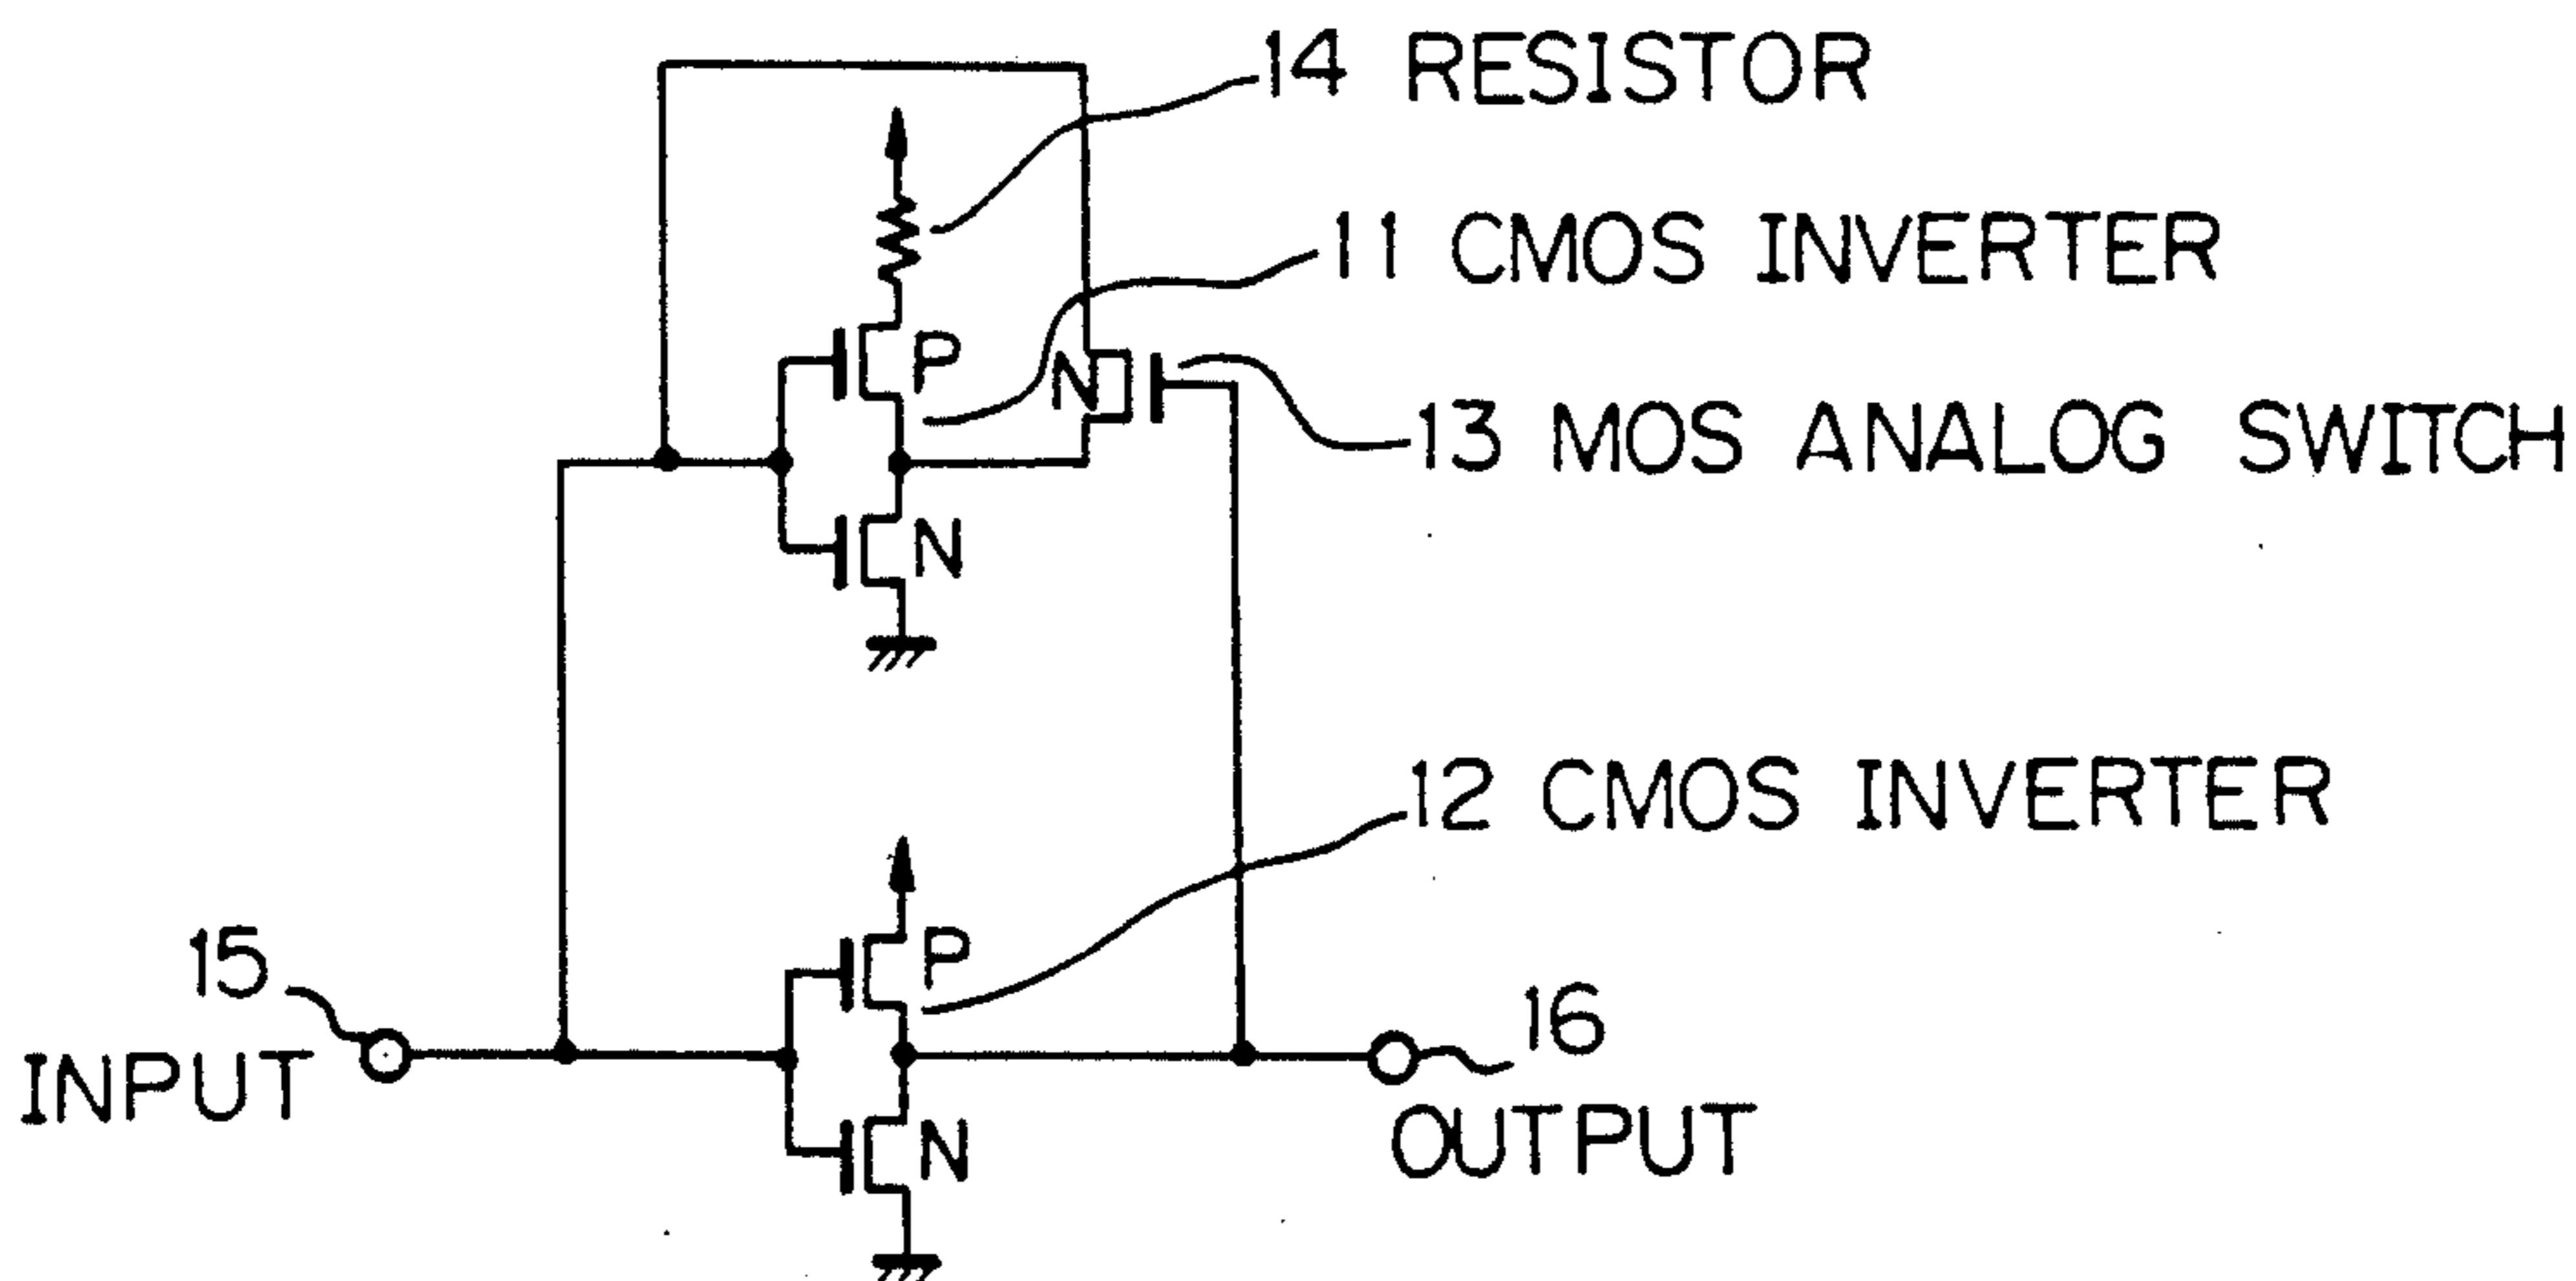 14 RESISTOR
11 CMOS INVERTER
P
N
13 MOS ANALOG SWITCH
N
12 CMOS INVERTER
P
15
INPUT
16
OUTPUT
N